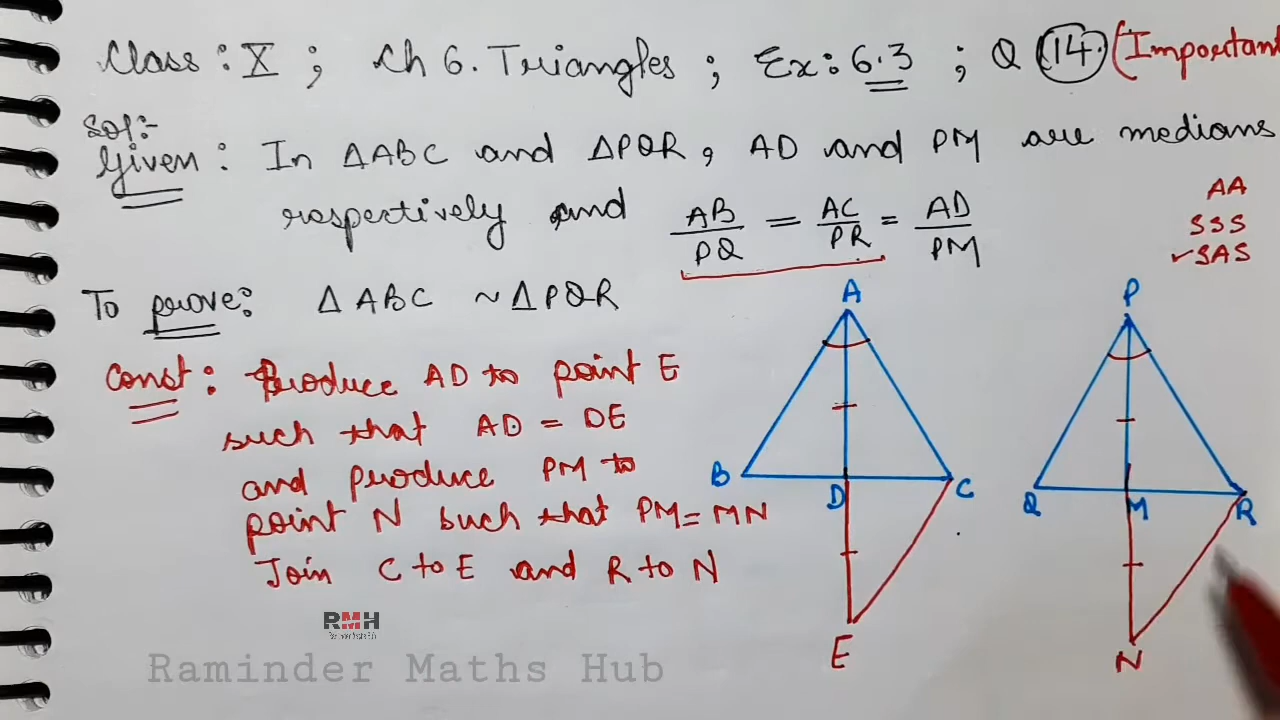 Class : X ; Ch 6. Triangles ; Ex: 6.3 ; Q 14. (Important
Sol:-
Given : In ΔABC and ΔPQR, AD and PM are medians
respectively and AB/PQ = AC/PR = AD/PM
AA
SSS
✓SAS
To prove: ΔABC ~ ΔPQR
Const : Produce AD to point E
such that AD = DE
and produce PM to
point N such that PM = MN
Join C to E and R to N
A
B
D
C
E
P
Q
M
R
N
RMH
Raminder Maths Hub